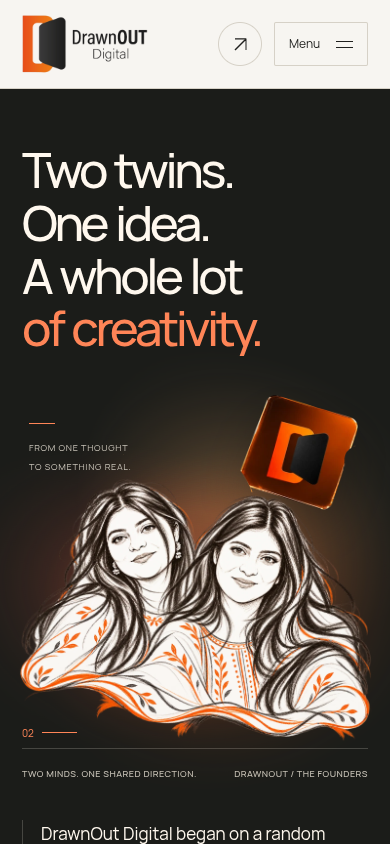 DrawnOUT
Digital
Menu
Two twins.
One idea.
A whole lot
of creativity.
FROM ONE THOUGHT
TO SOMETHING REAL.
02
TWO MINDS. ONE SHARED DIRECTION.
DRAWNOUT / THE FOUNDERS
DrawnOut Digital began on a random